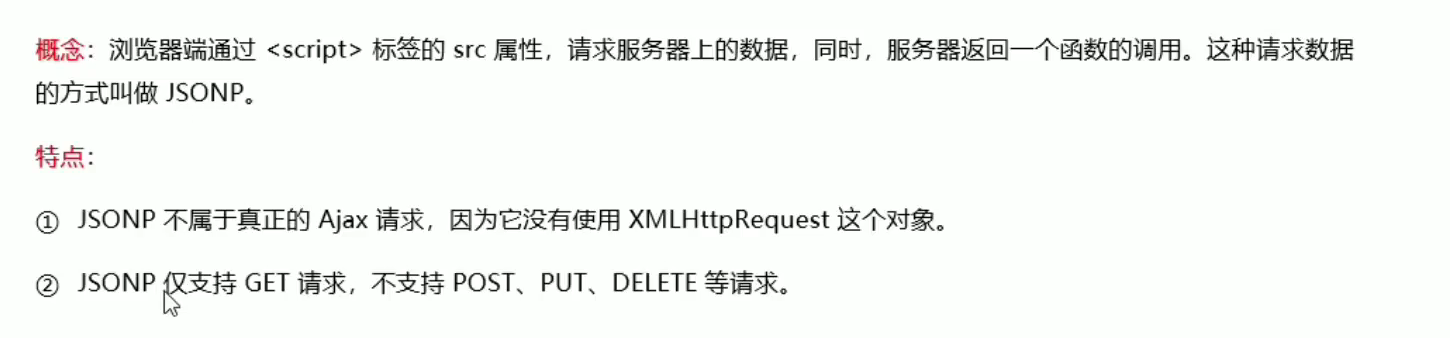 概念：浏览器端通过 <script> 标签的 src 属性，请求服务器上的数据，同时，服务器返回一个函数的调用。这种请求数据
的方式叫做 JSONP。
特点：
① JSONP 不属于真正的 Ajax 请求，因为它没有使用 XMLHttpRequest 这个对象。
② JSONP 仅支持 GET 请求，不支持 POST、PUT、DELETE 等请求。